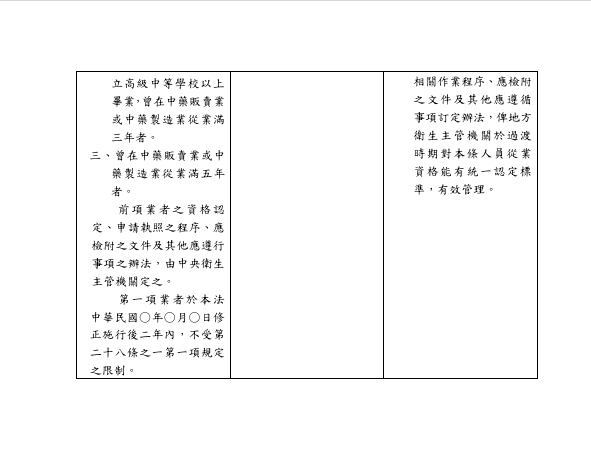 立高級中等學校以上
畢業，曾在中藥販賣業
或中藥製造業從業滿
三年者。
三、曾在中藥販賣業或中
藥製造業從業滿五年
者。
前項業者之資格認
定、申請執照之程序、應
檢附之文件及其他應遵行
事項之辦法，由中央衛生
主管機關定之。
第一項業者於本法
中華民國○年○月○日修
正施行後二年內，不受第
二十八條之一第一項規定
之限制。
相關作業程序、應檢附
之文件及其他應遵循
事項訂定辦法，俾地方
衛生主管機關於過渡
時期對本條人員從業
資格能有統一認定標
準，有效管理。